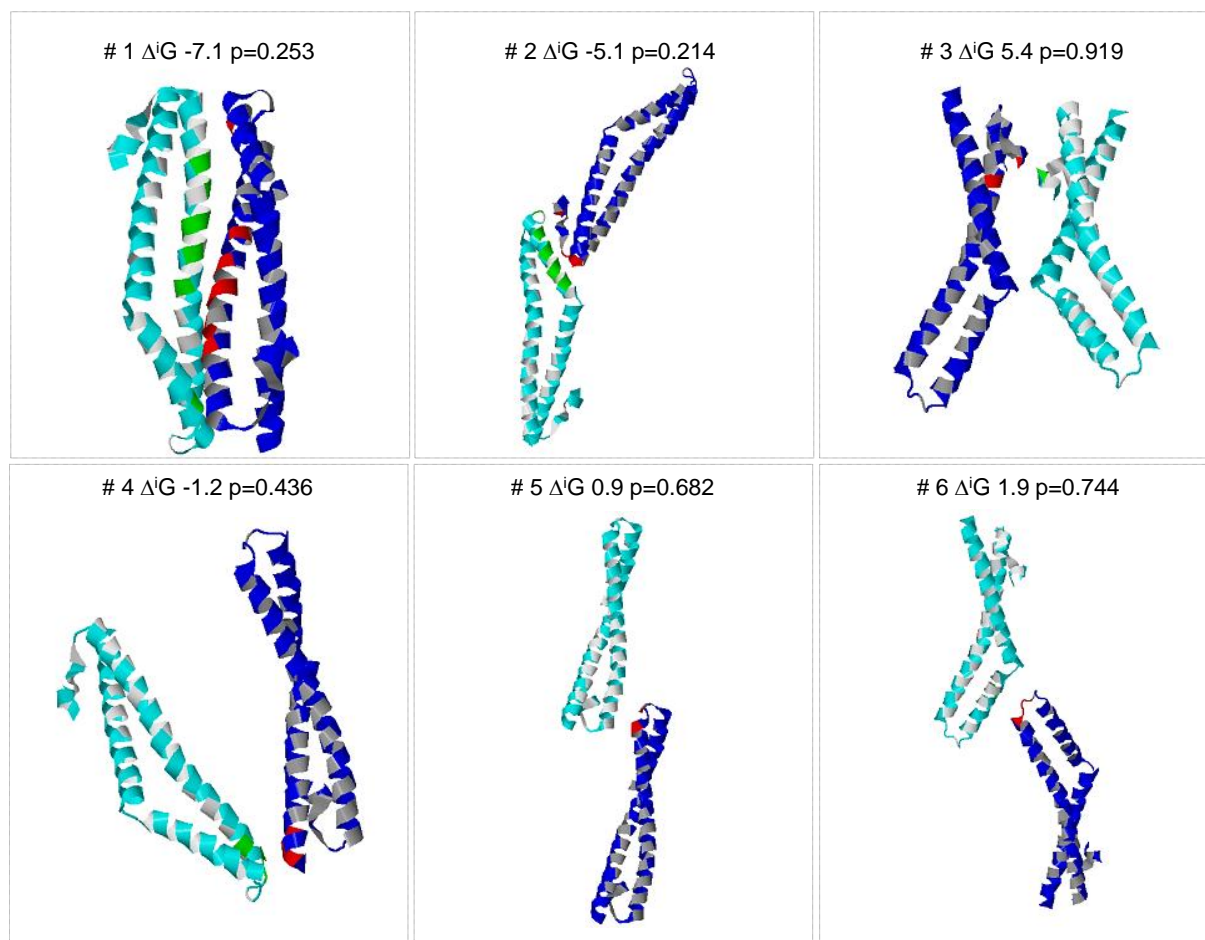 # 1 ΔⁱG -7.1 p=0.253
# 2 ΔⁱG -5.1 p=0.214
# 3 ΔⁱG 5.4 p=0.919
# 4 ΔⁱG -1.2 p=0.436
# 5 ΔⁱG 0.9 p=0.682
# 6 ΔⁱG 1.9 p=0.744